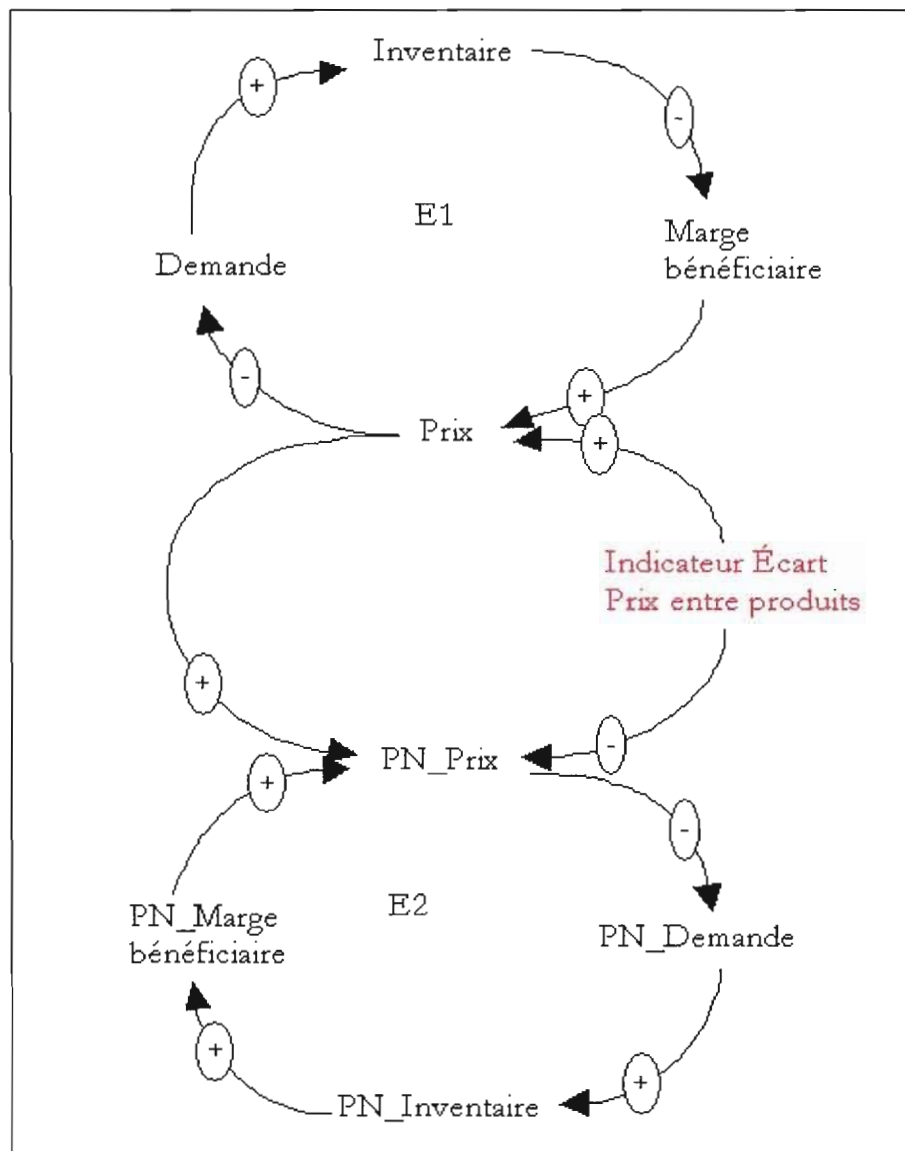 Inventaire
+
-
E1
Marge
bénéficiaire
Demande
-
+
Prix
+
Indicateur Écart
Prix entre produits
+
-
PN_Prix
+
-
E2
PN_Marge
bénéficiaire
PN_Demande
+
+
PN_Inventaire